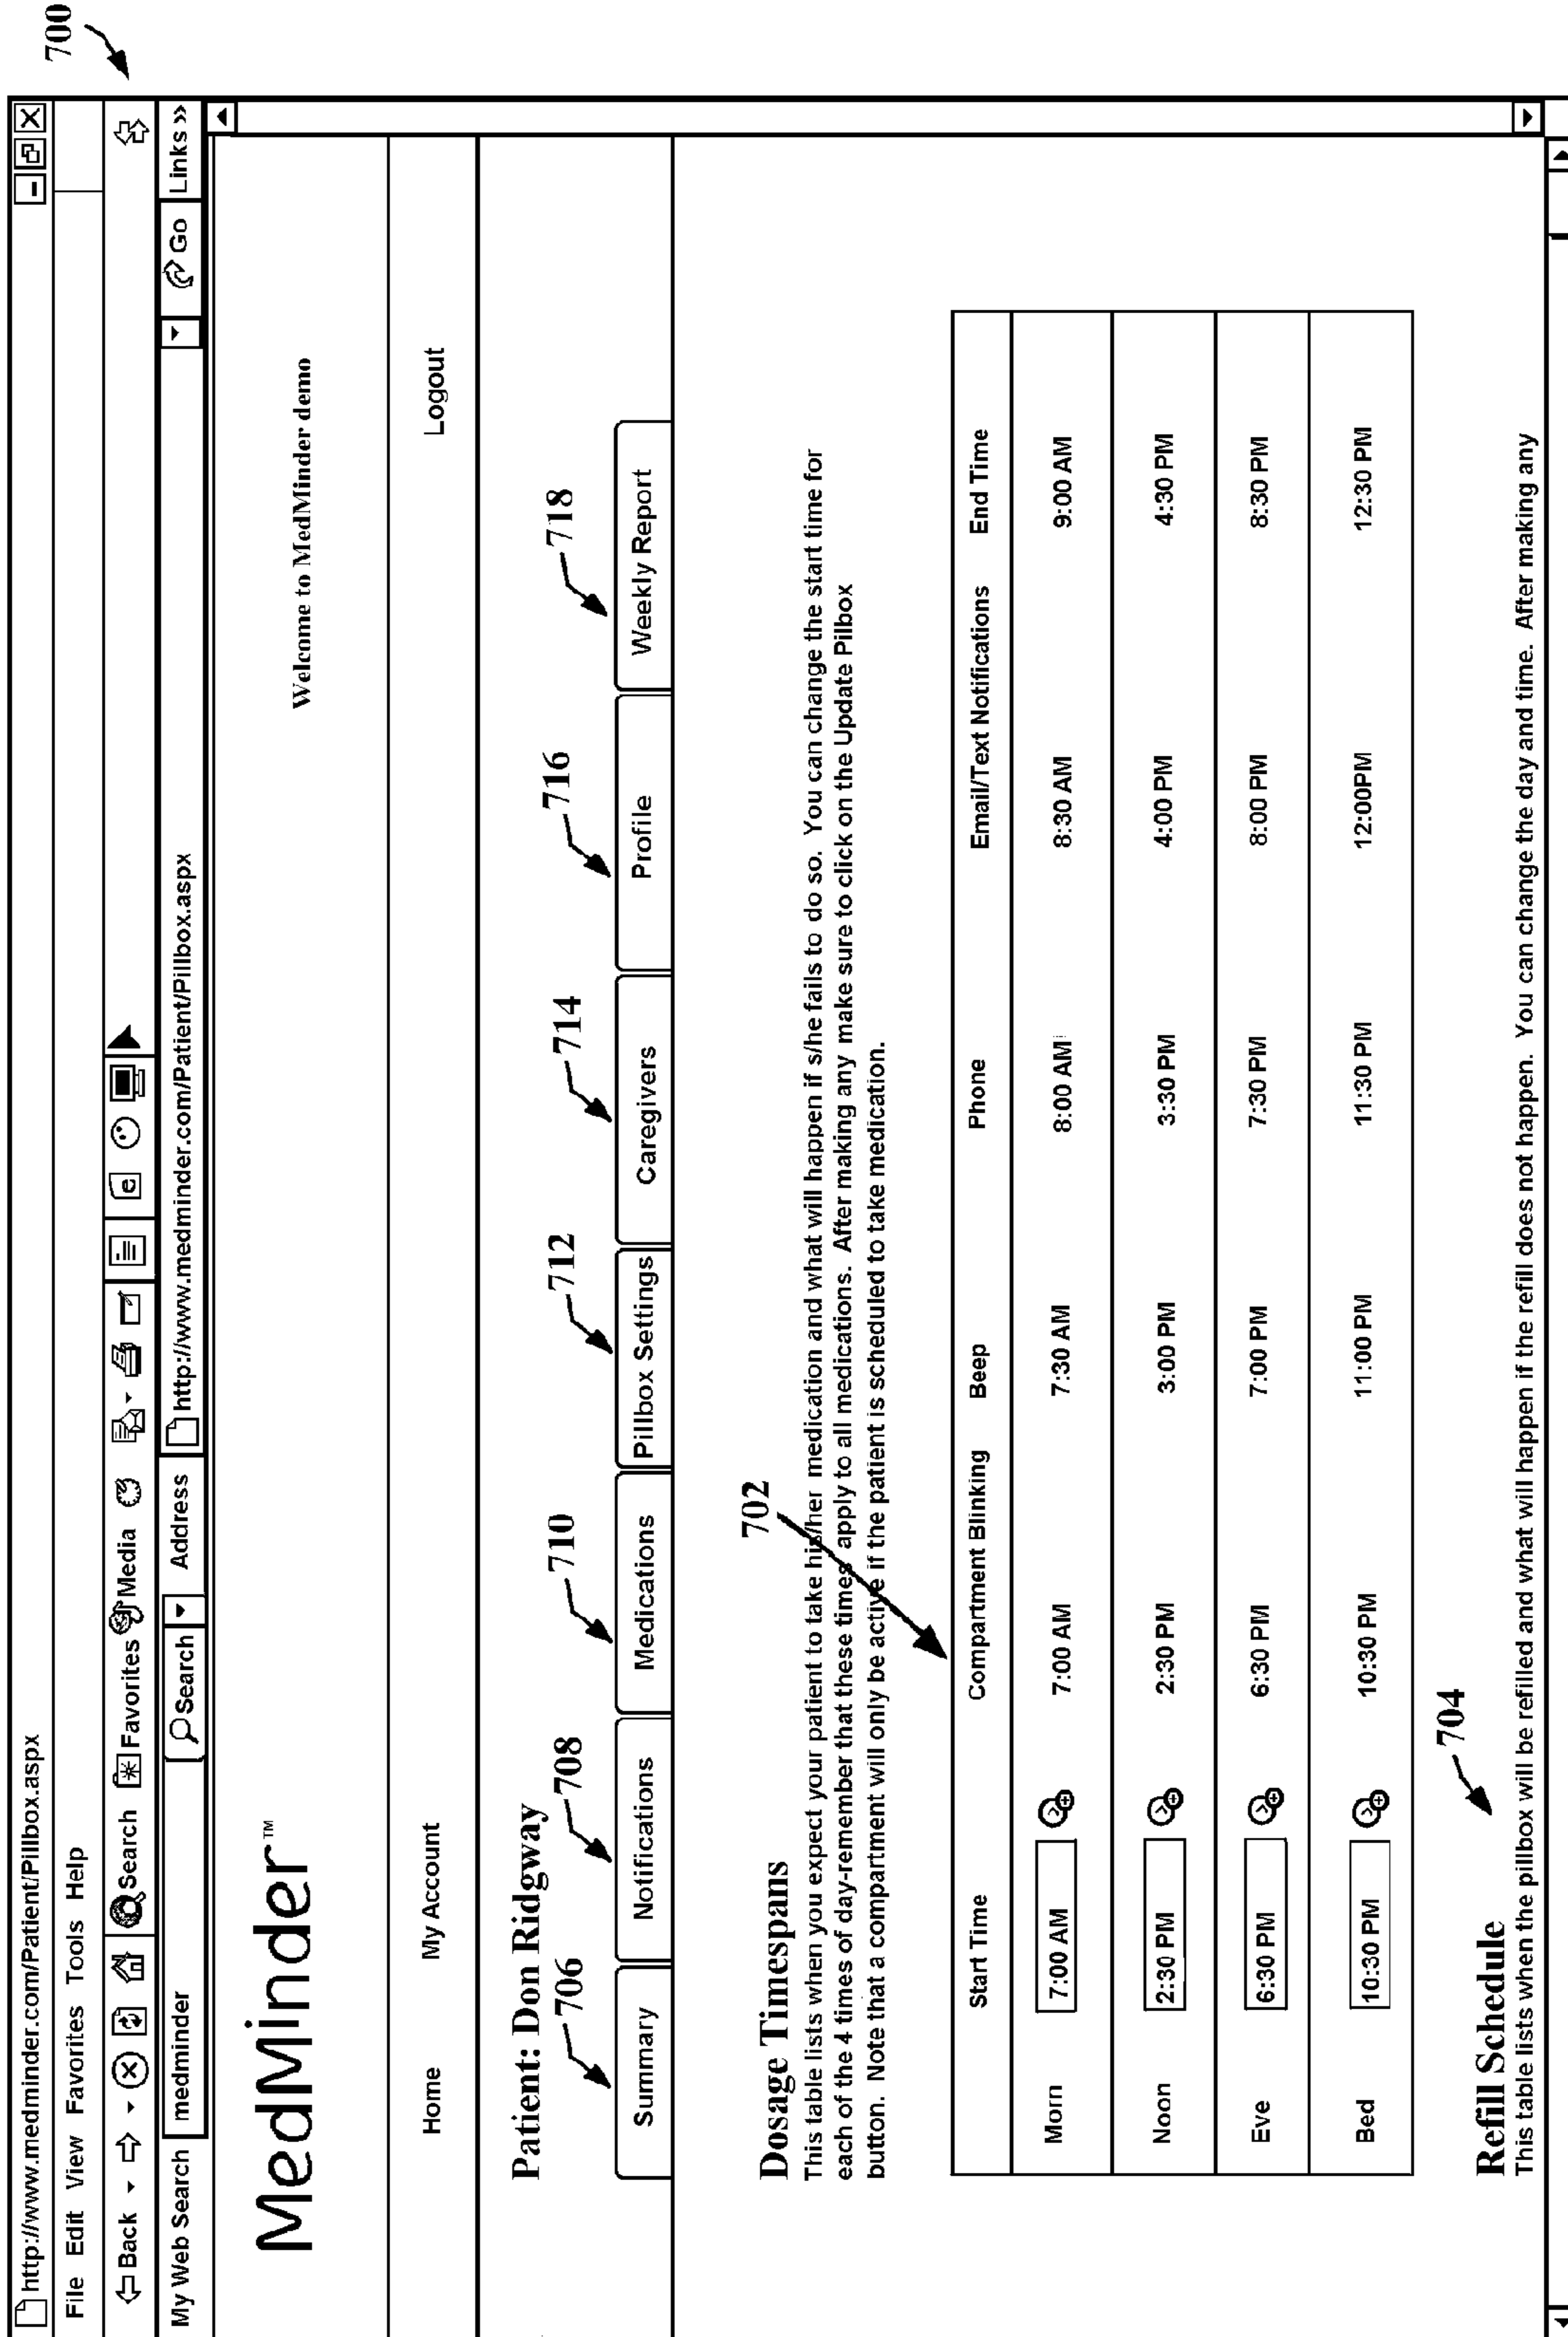 700
http://www.medminder.com/Patient/Pillbox.aspx
File Edit View Favorites Tools Help
Back Search Favorites Media
My Web Search medminder Search Address http://www.medminder.com/Patient/Pillbox.aspx Go Links »
MedMinder™ Welcome to MedMinder demo
Home My Account Logout
Patient: Don Ridgway
706 708 710 712 714 716 718
Summary Notifications Medications Pillbox Settings Caregivers Profile Weekly Report
702
Dosage Timespans
This table lists when you expect your patient to take his/her medication and what will happen if s/he fails to do so. You can change the start time for
each of the 4 times of day-remember that these times apply to all medications. After making any make sure to click on the Update Pilbox
button. Note that a compartment will only be active if the patient is scheduled to take medication.
Start Time Compartment Blinking Beep Phone Email/Text Notifications End Time
Morn 7:00 AM 7:00 AM 7:30 AM 8:00 AM 8:30 AM 9:00 AM
Noon 2:30 PM 2:30 PM 3:00 PM 3:30 PM 4:00 PM 4:30 PM
Eve 6:30 PM 6:30 PM 7:00 PM 7:30 PM 8:00 PM 8:30 PM
Bed 10:30 PM 10:30 PM 11:00 PM 11:30 PM 12:00PM 12:30 PM
704
Refill Schedule
This table lists when the pillbox will be refilled and what will happen if the refill does not happen. You can change the day and time. After making any